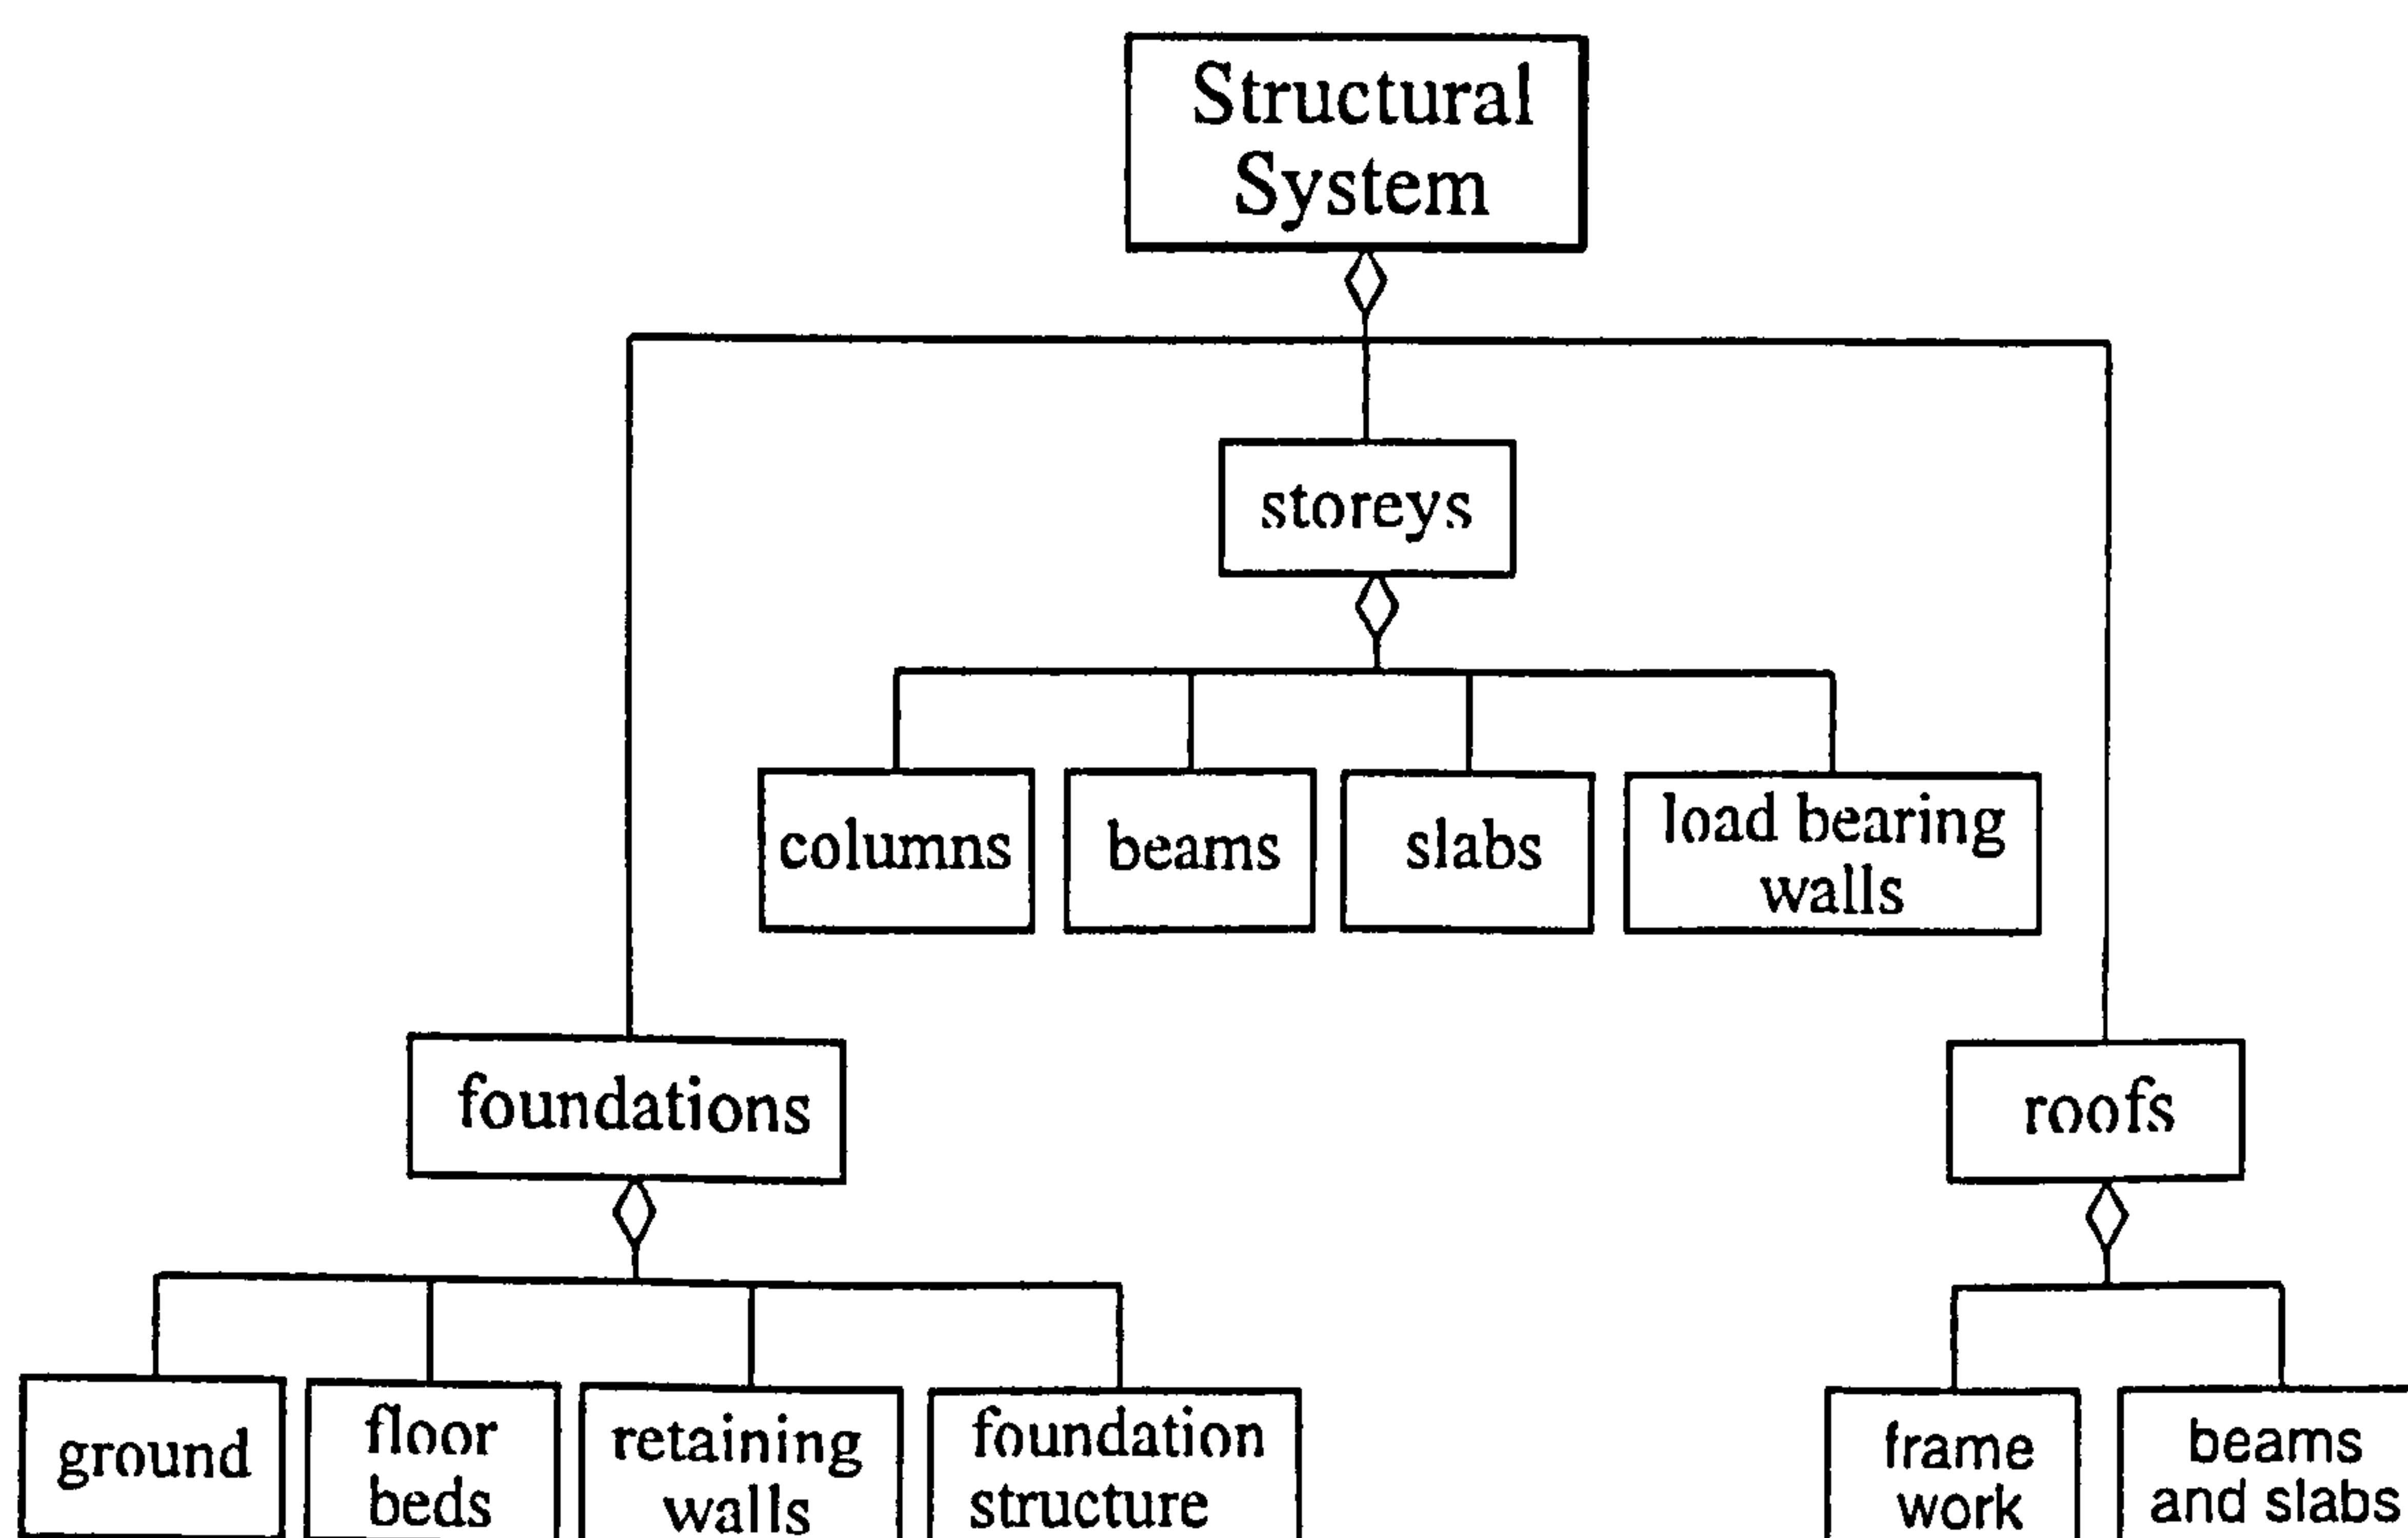 Structural
System
storeys
columns
beams
slabs
load bearing
walls
foundations
roofs
ground
floor
beds
retaining
walls
foundation
structure
frame
work
beams
and slabs